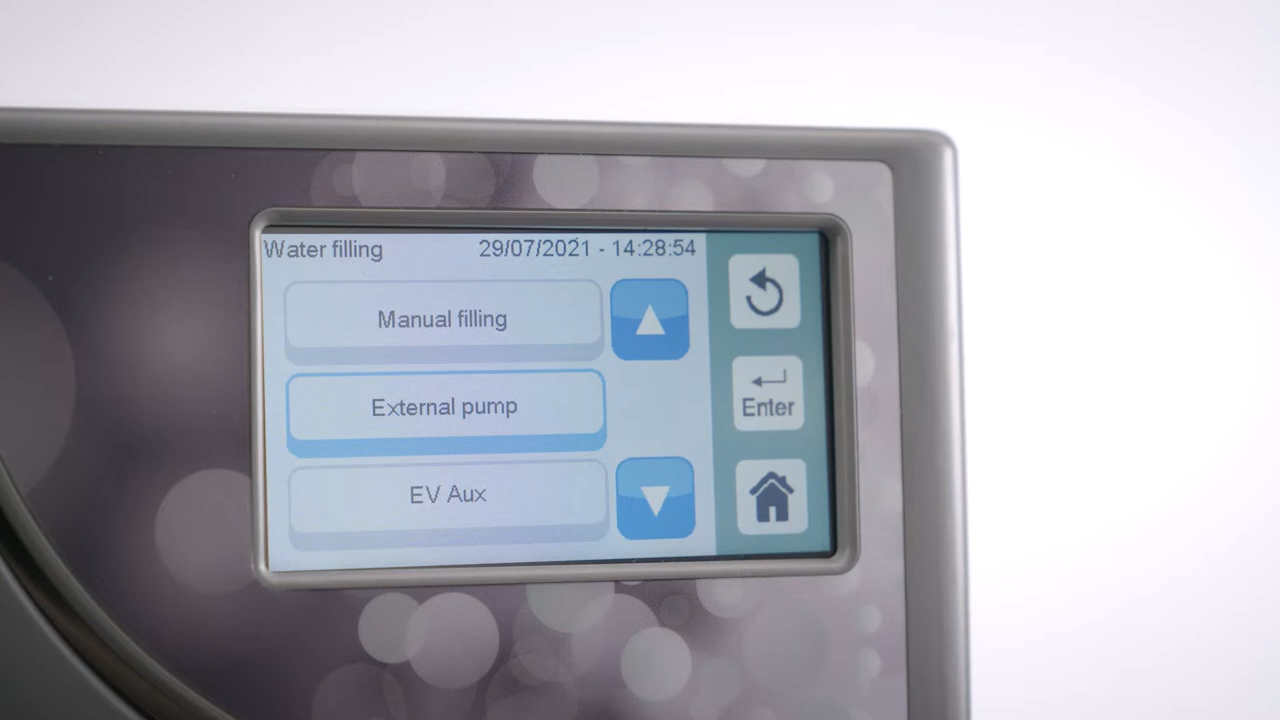 Water filling 29/07/2021 - 14:28:54
Manual filling
External pump
Enter
EV Aux